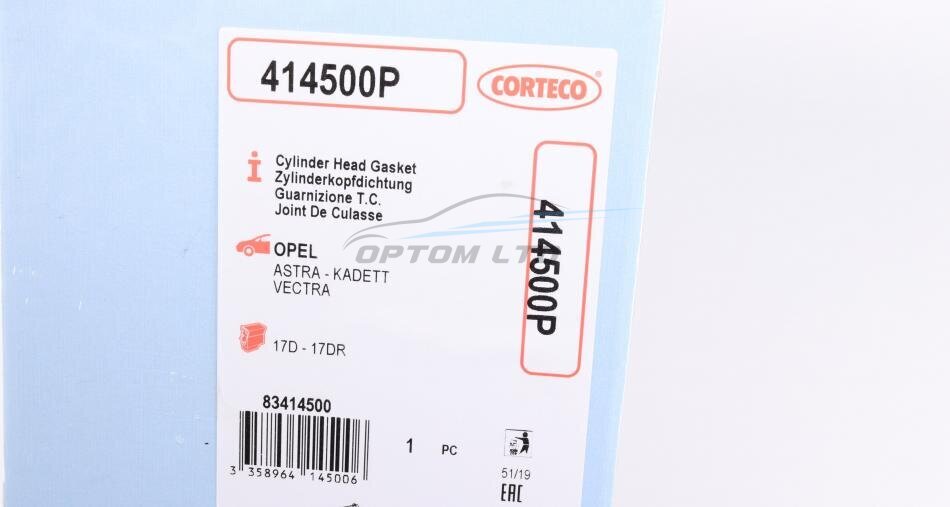 414500P
CORTECO®
Cylinder Head Gasket
Zylinderkopfdichtung
Guarnizione T.C.
Joint De Culasse
414500P
OPTOM LTD
OPEL
ASTRA - KADETT
VECTRA
17D - 17DR
83414500
1 PC
3 358964 145006
51/19
EAC